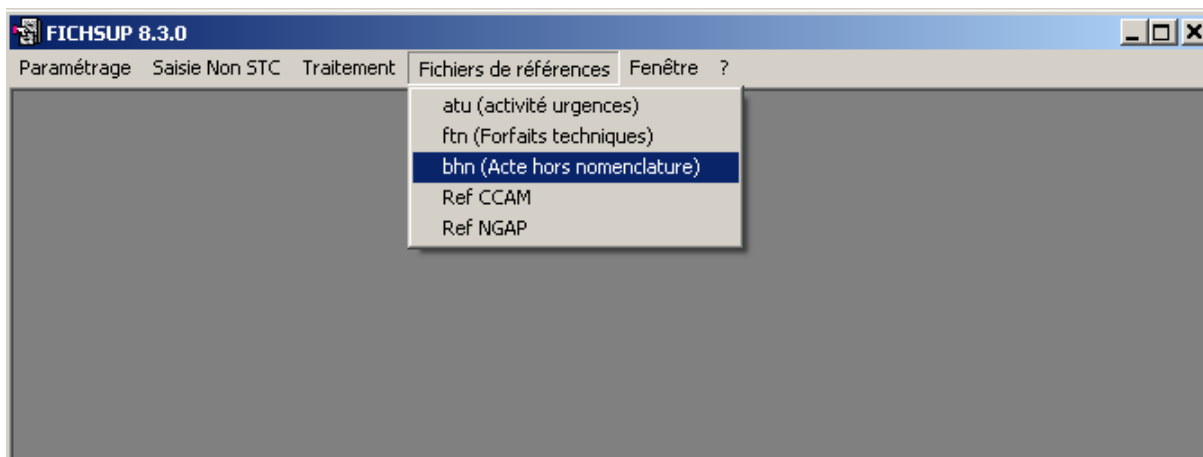 FICHSUP 8.3.0
Paramétrage Saisie Non STC Traitement Fichiers de références Fenêtre ?
atu (activité urgences)
ftn (Forfaits techniques)
bhn (Acte hors nomenclature)
Ref CCAM
Ref NGAP